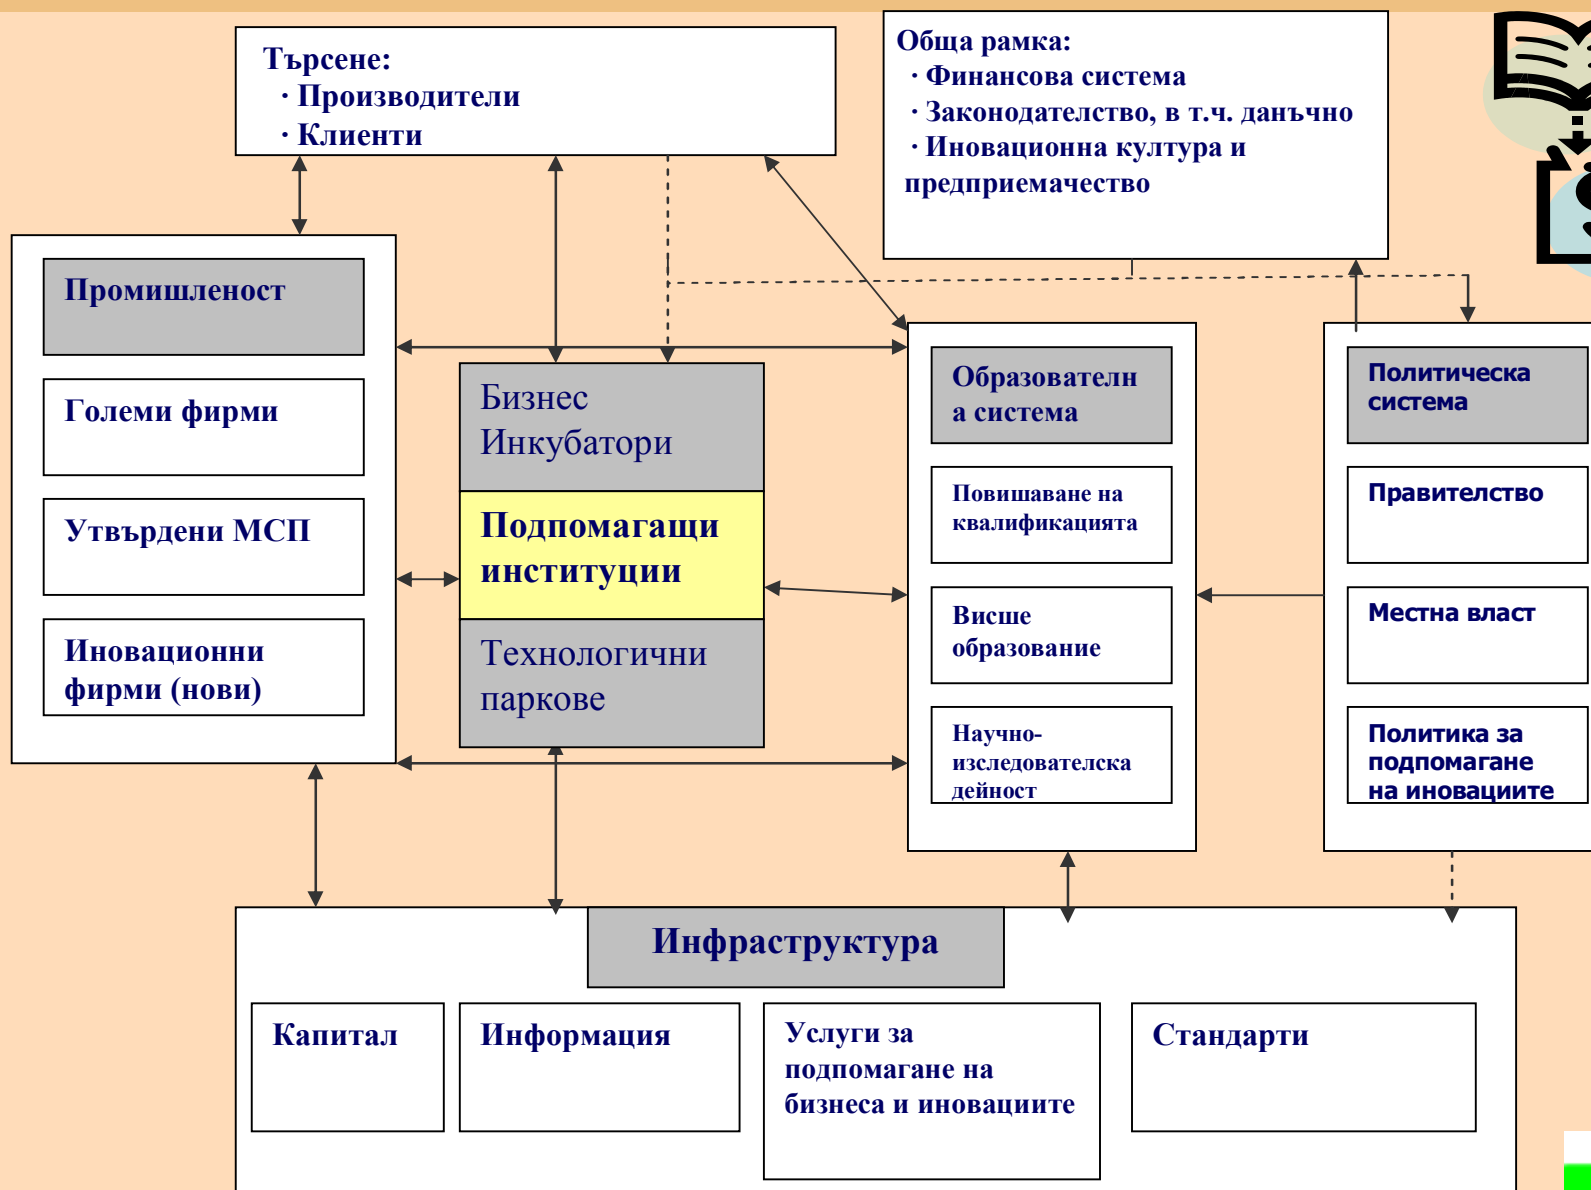 Търсене:
· Производители
· Клиенти
Обща рамка:
· Финансова система
· Законодателство, в т.ч. данъчно
· Иновационна култура и
предприемачество
Промишленост
Големи фирми
Утвърдени МСП
Иновационни
фирми (нови)
Бизнес
Инкубатори
Подпомагащи
институции
Технологични
паркове
Образователн
а система
Повишаване на
квалификацията
Висше
образование
Научно-
изследователска
дейност
Политическа
система
Правителство
Местна власт
Политика за
подпомагане
на иновациите
Инфраструктура
Капитал
Информация
Услуги за
подпомагане на
бизнеса и иновациите
Стандарти